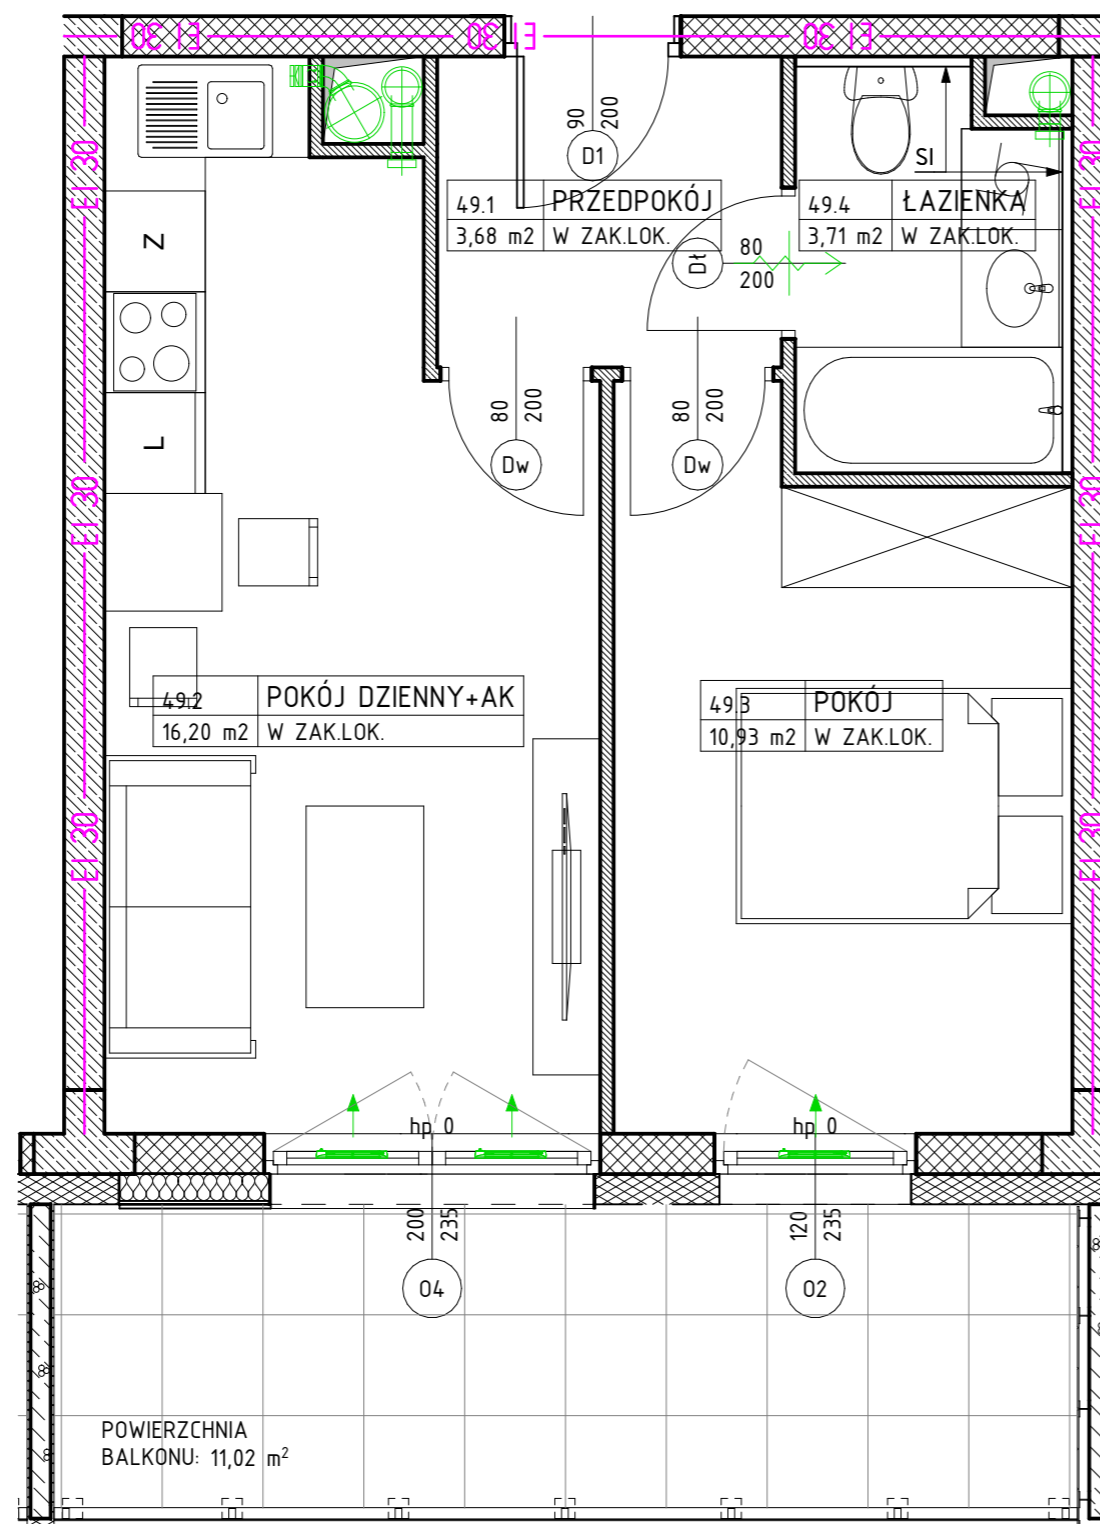 EI 30
EI 30
EI 30
90
200
D1
SI
49.1 PRZEDPOKÓJ
3,68 m2 W ZAK.LOK.
49.4 ŁAZIENKA
3,71 m2 W ZAK.LOK.
EI 30
EI 30
Z
Dł
80
200
80
200
80
200
L
Dw
Dw
EI 30
EI 30
49.2 POKÓJ DZIENNY+AK
16,20 m2 W ZAK.LOK.
49.3 POKÓJ
10,93 m2 W ZAK.LOK.
EI 30
EI 30
hp 0
hp 0
200
235
120
235
04
02
POWIERZCHNIA
BALKONU: 11,02 m²